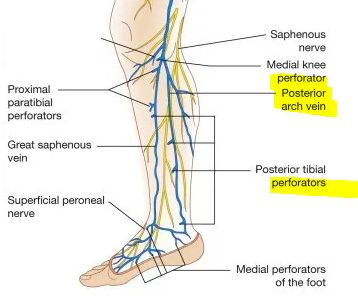 Saphenous
nerve
Medial knee
perforator
Posterior
arch vein
Proximal
paratibial
perforators
Great saphenous
vein
Posterior tibial
perforators
Superficial peroneal
nerve
Medial perforators
of the foot